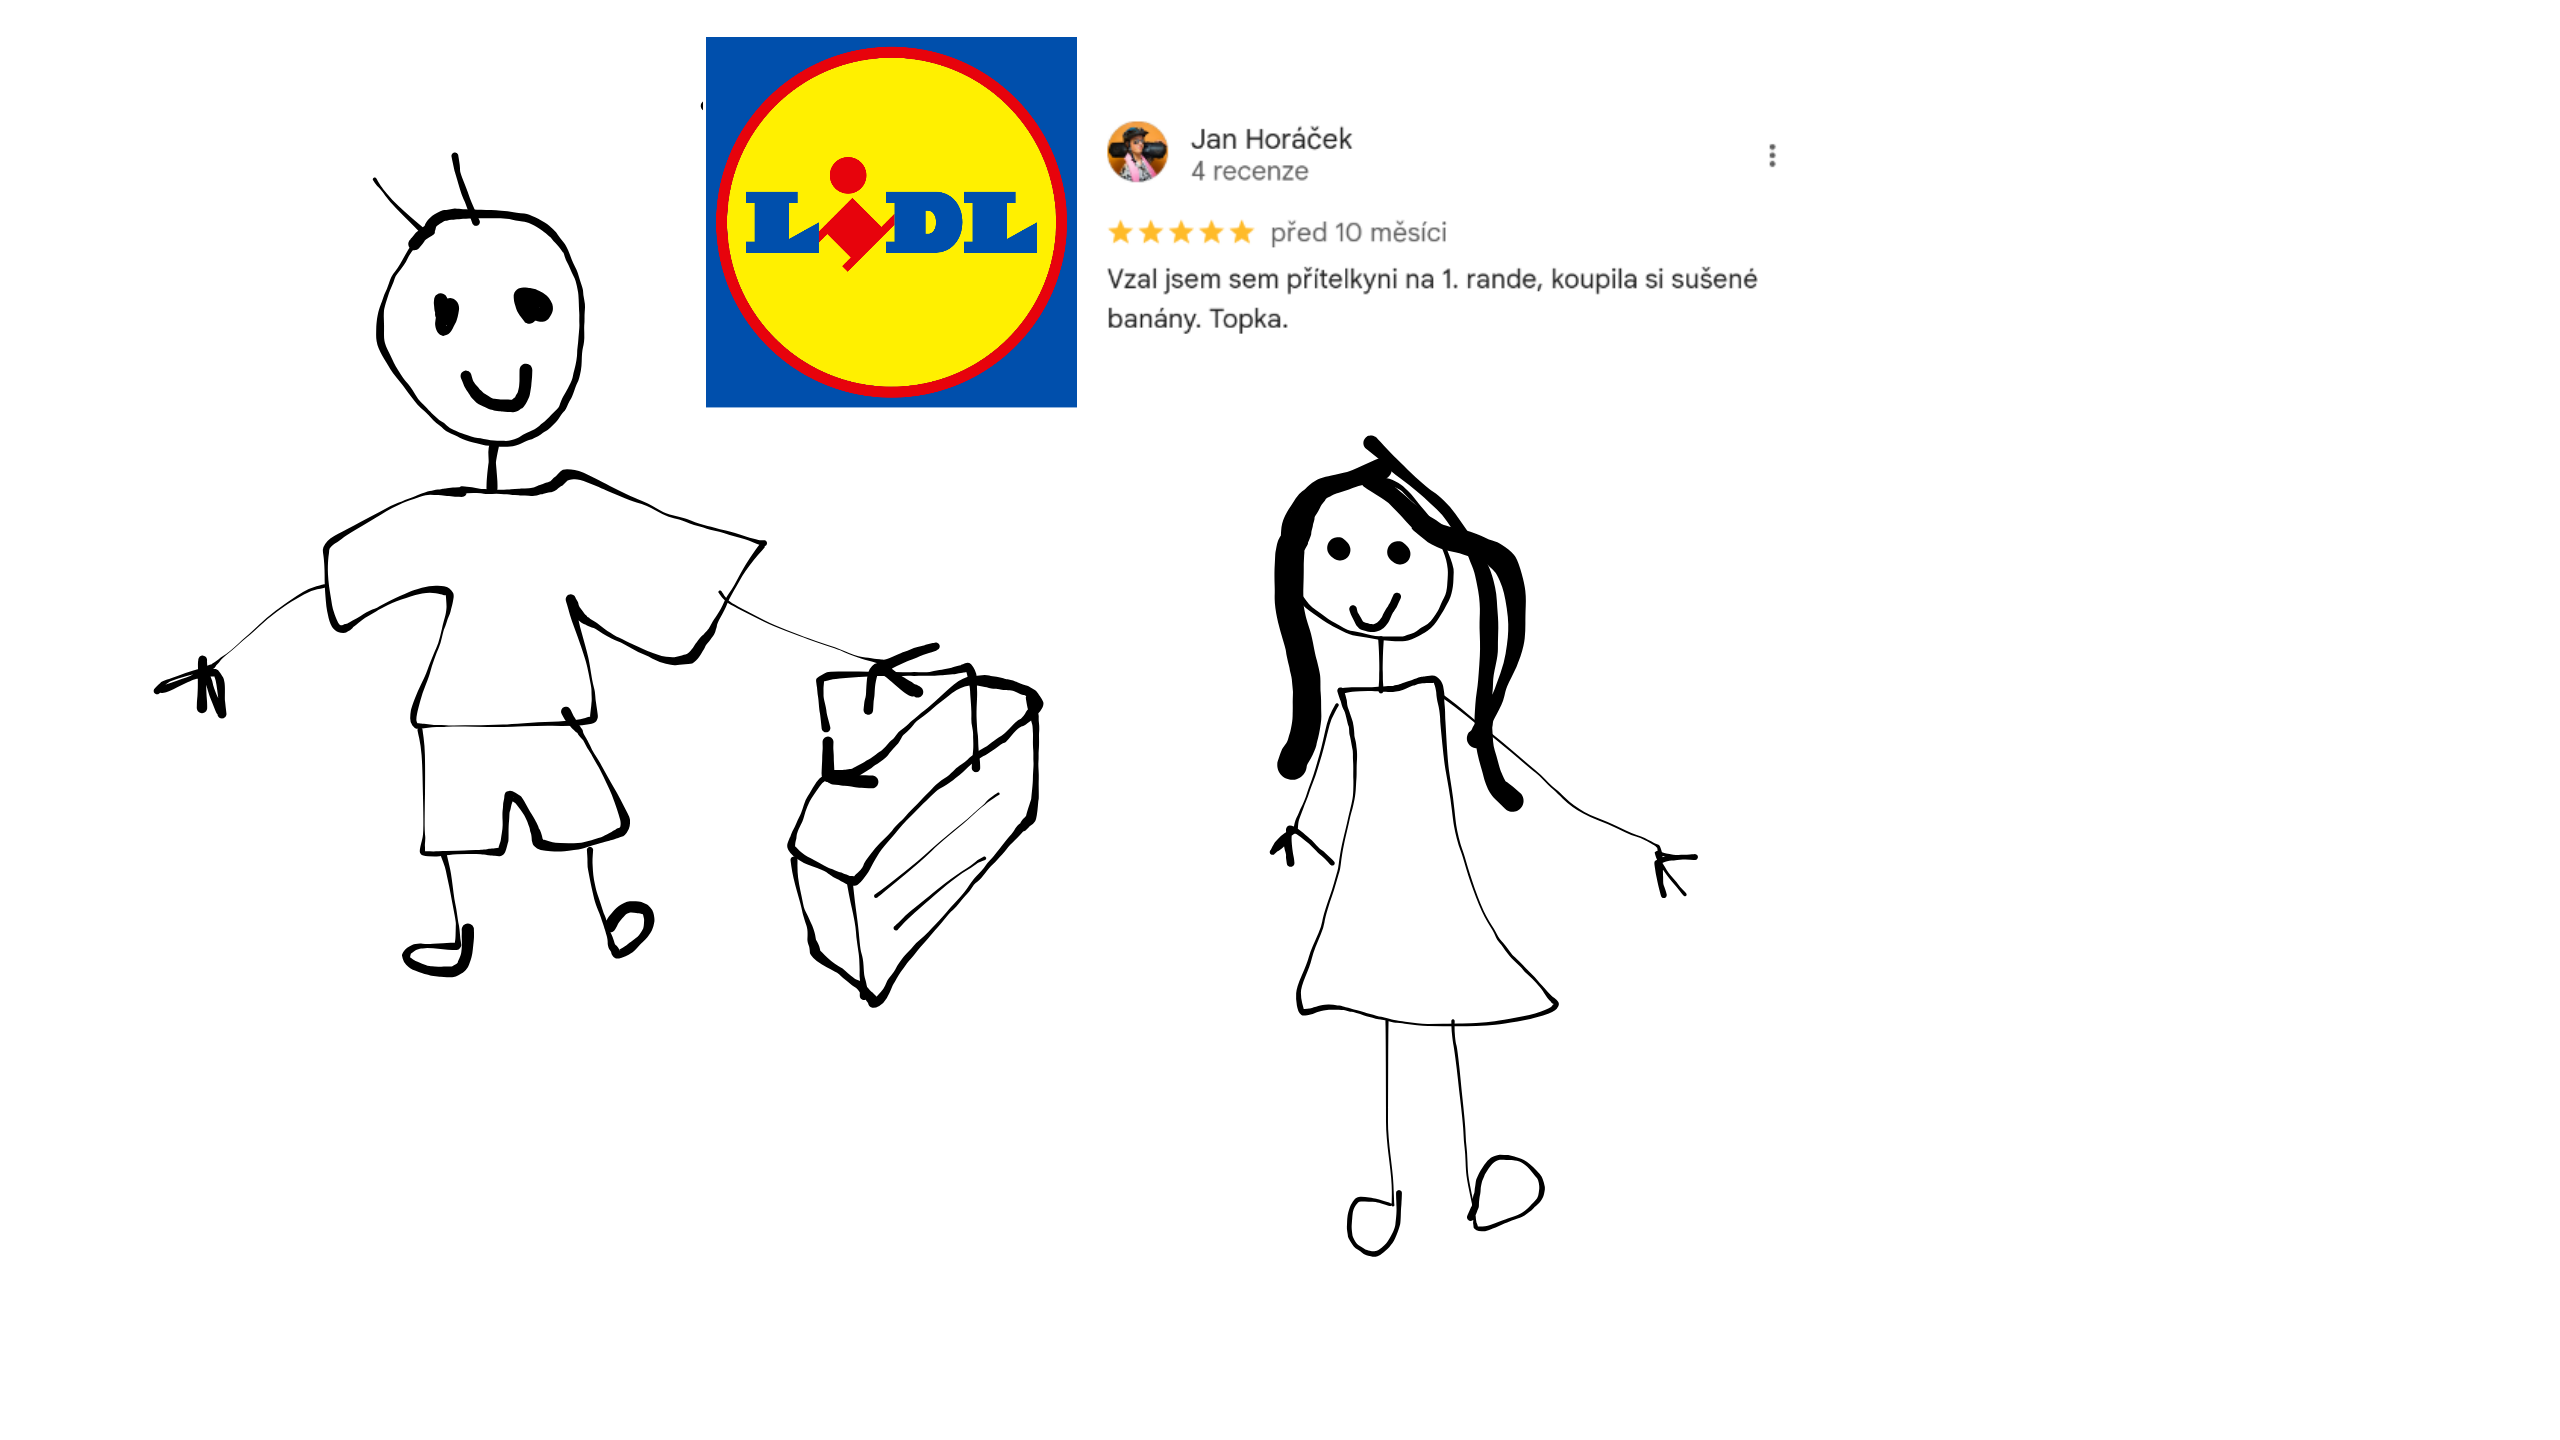 LIDL
Jan Horáček
4 recenze
před 10 měsíci
Vzal jsem sem přítelkyni na 1. rande, koupila si sušené
banány. Topka.